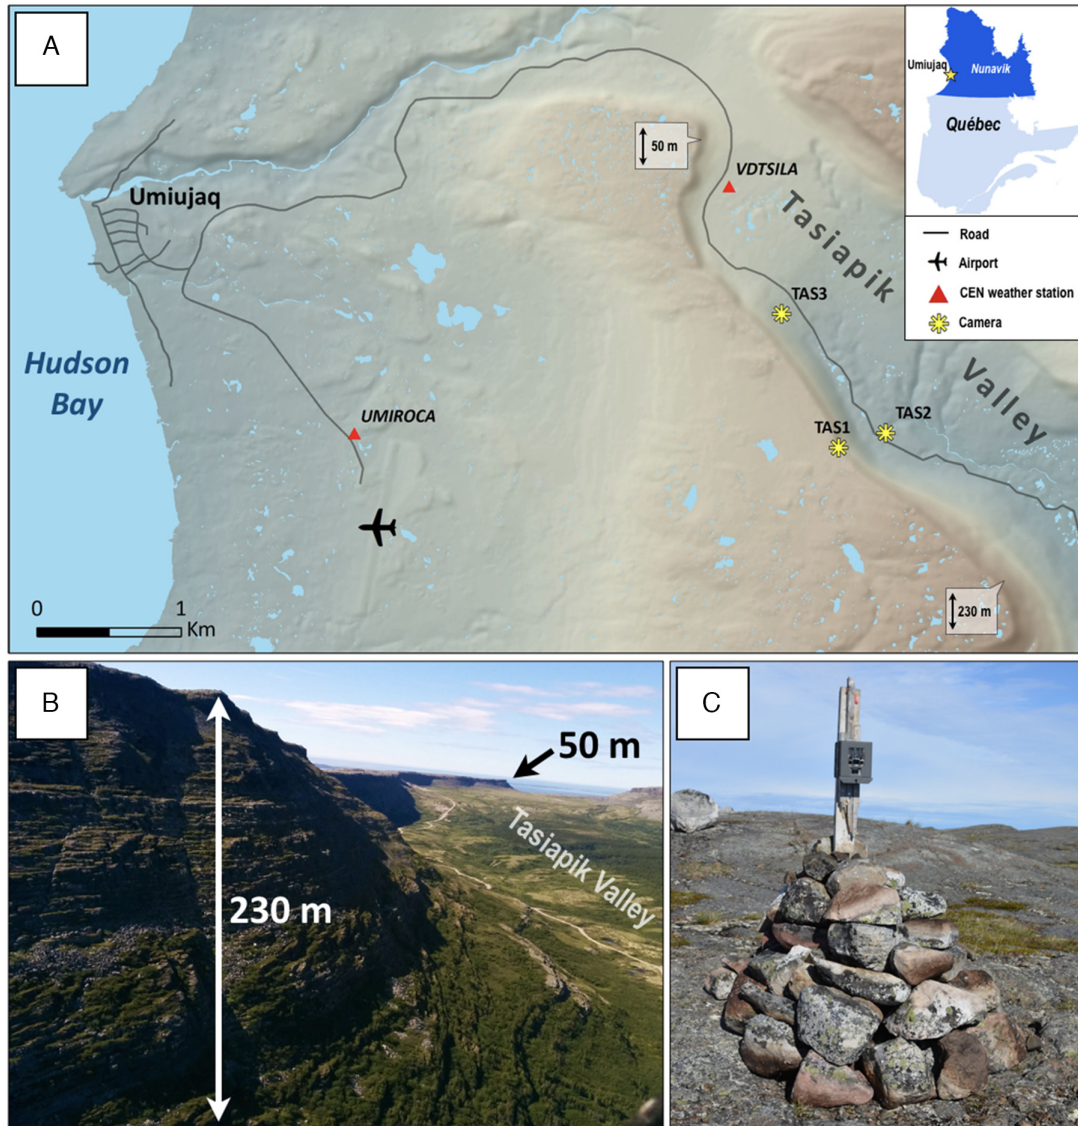 A
Umiujaq
Hudson
Bay
UMIROCA
0
1
Km
50 m
VDTSILA
Tasiapik
Valley
TAS3
TAS1
TAS2
230 m
Umiujaq
Nunavik
Québec
Road
Airport
CEN weather station
Camera
B
230 m
50 m
Tasiapik Valley
C